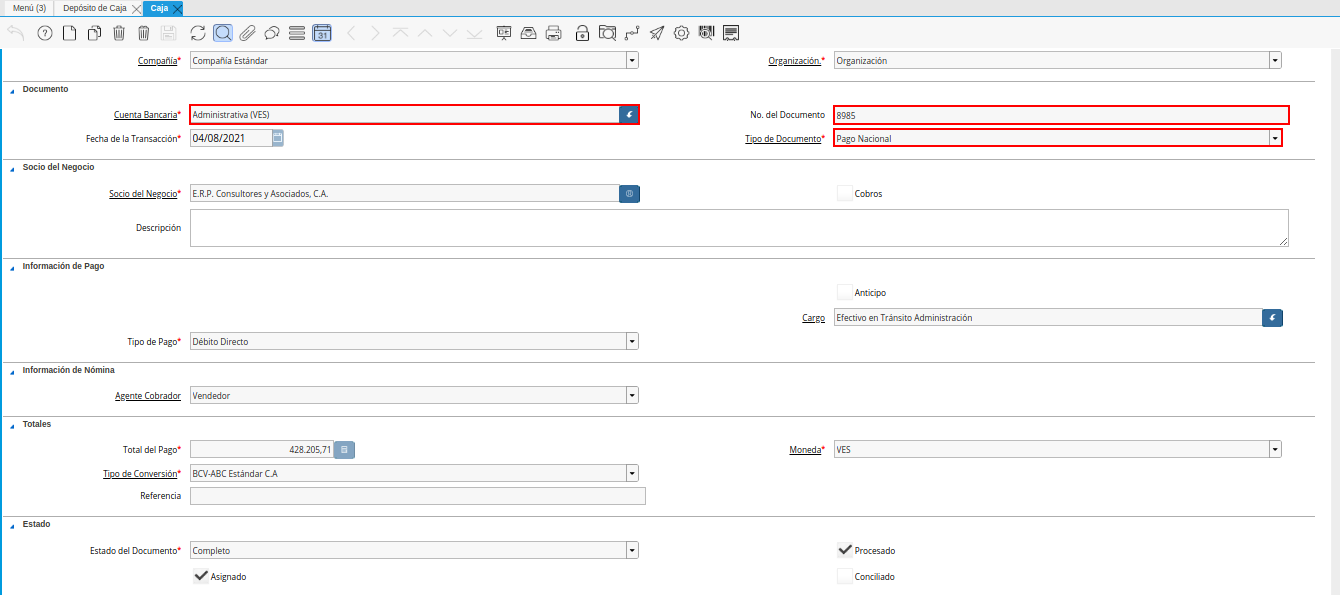 Menú (3) Depósito de Caja Caja
31
Compañía* Compañía Estándar Organización.* Organización
Documento
Cuenta Bancaria* Administrativa (VES) No. del Documento 8985
Fecha de la Transacción* 04/08/2021 Tipo de Documento* Pago Nacional
Socio del Negocio
Socio del Negocio* E.R.P. Consultores y Asociados, C.A. Cobros
Descripción
Información de Pago
Anticipo
Cargo Efectivo en Tránsito Administración
Tipo de Pago* Débito Directo
Información de Nómina
Agente Cobrador Vendedor
Totales
Total del Pago* 428.205,71 Moneda* VES
Tipo de Conversión* BCV-ABC Estándar C.A
Referencia
Estado
Estado del Documento* Completo Procesado
Asignado Conciliado